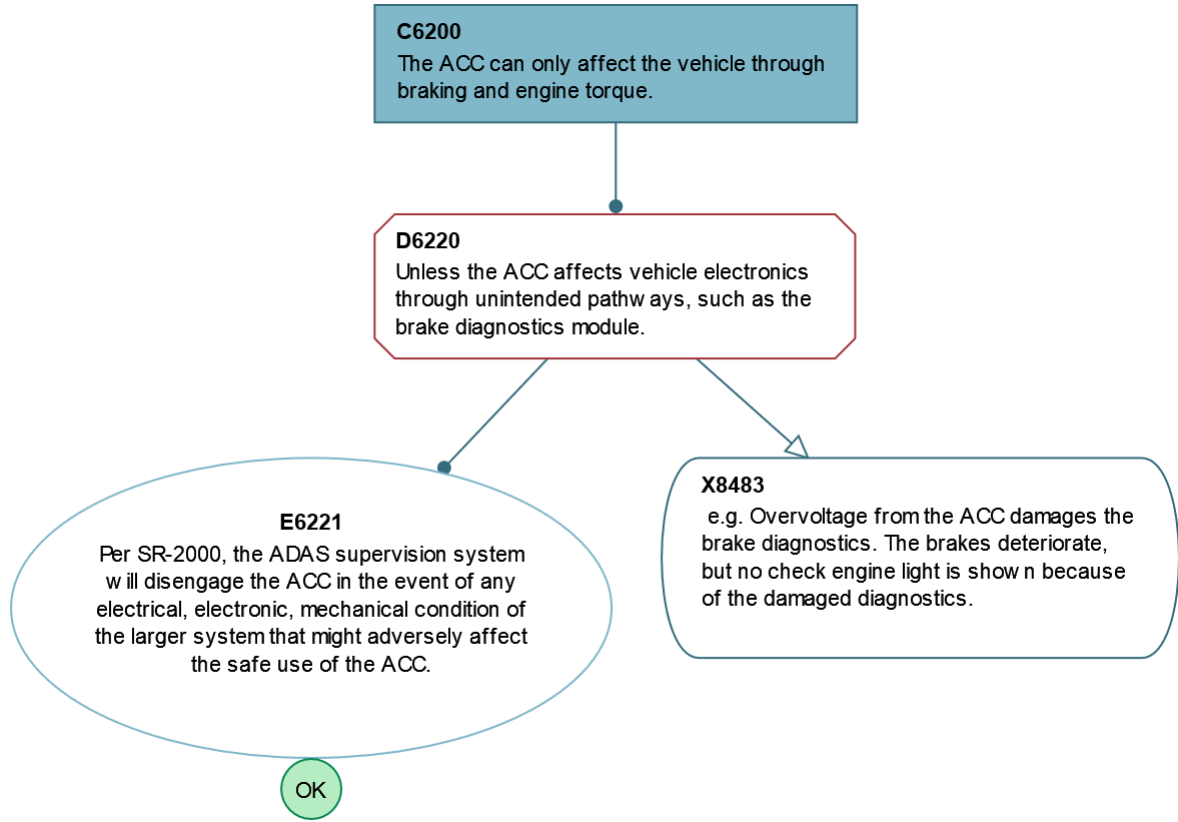 C6200
The ACC can only affect the vehicle through
braking and engine torque.
D6220
Unless the ACC affects vehicle electronics
through unintended pathways, such as the
brake diagnostics module.
E6221
Per SR-2000, the ADAS supervision system
will disengage the ACC in the event of any
electrical, electronic, mechanical condition of
the larger system that might adversely affect
the safe use of the ACC.
OK
X8483
e.g. Overvoltage from the ACC damages the
brake diagnostics. The brakes deteriorate,
but no check engine light is shown because
of the damaged diagnostics.